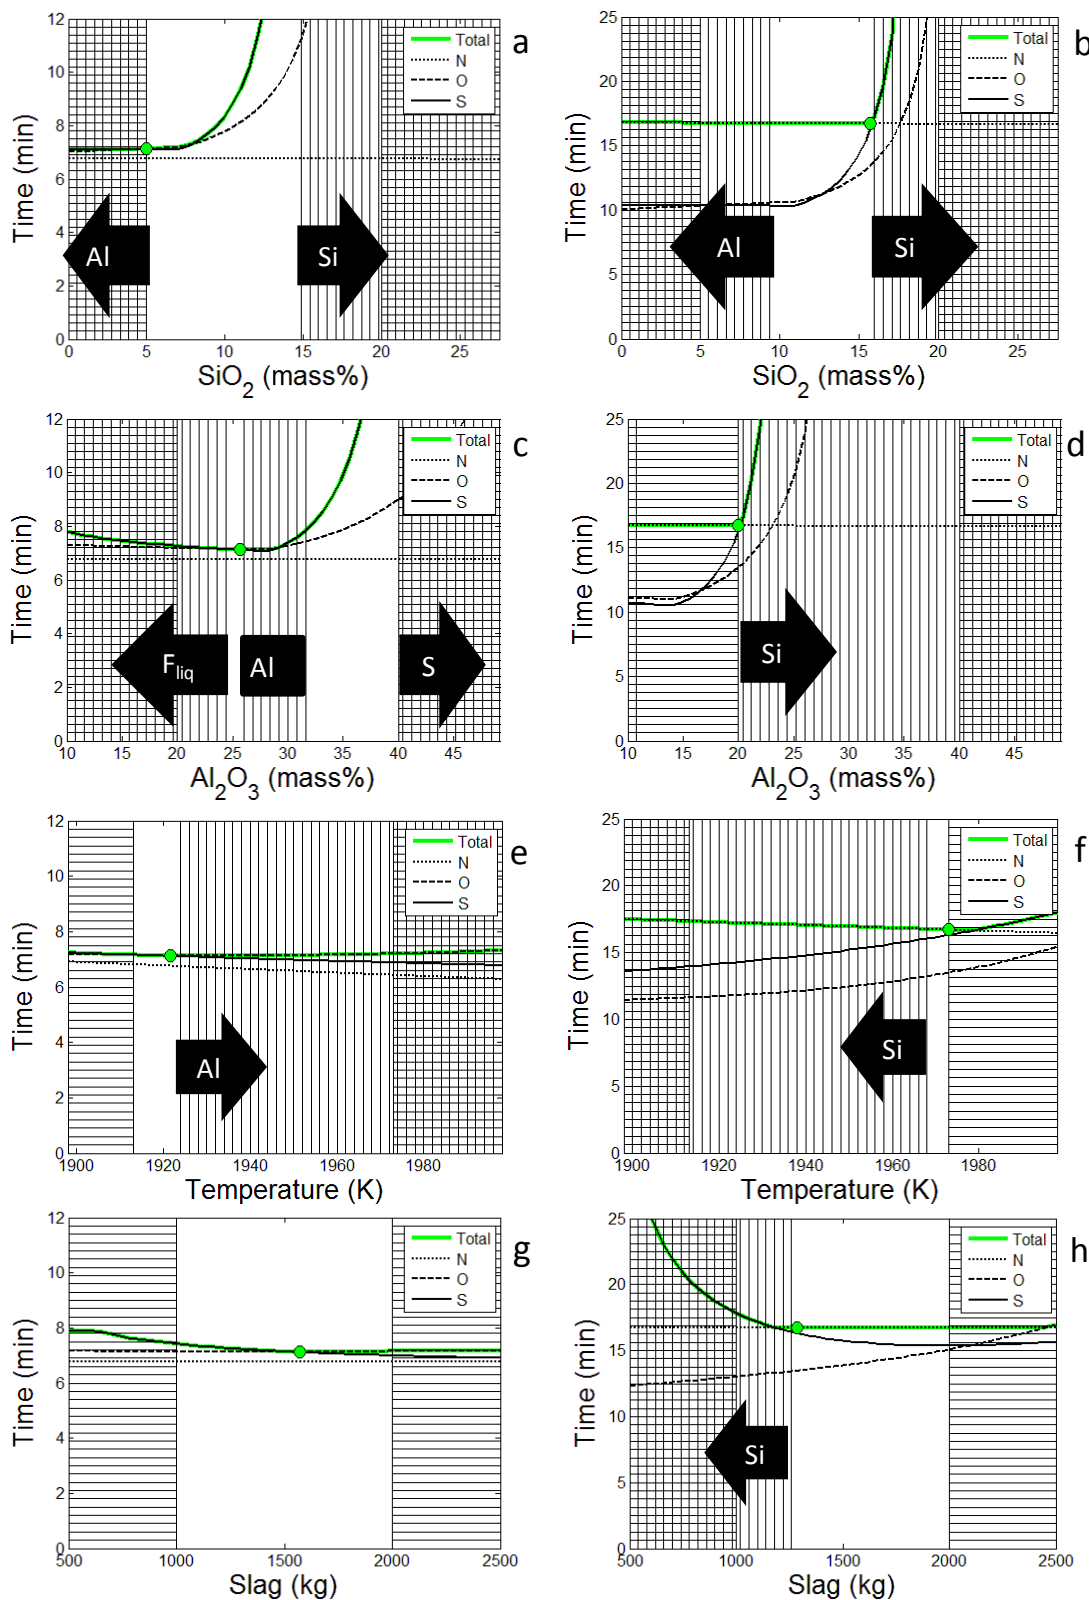 a
Total
N
O
S
Time (min)
12
10
8
6
4
2
0
Al
Si
0 5 10 15 20 25
SiO2 (mass%)
b
Total
N
O
S
Time (min)
25
20
15
10
5
0
Al
Si
0 5 10 15 20 25
SiO2 (mass%)
c
Total
N
O
S
Time (min)
12
10
8
6
4
2
0
Fliq
Al
S
10 15 20 25 30 35 40 45
Al2O3 (mass%)
d
Total
N
O
S
Time (min)
25
20
15
10
5
0
Si
10 15 20 25 30 35 40 45
Al2O3 (mass%)
e
Total
N
O
S
Time (min)
12
10
8
6
4
2
0
Al
1900 1920 1940 1960 1980
Temperature (K)
f
Total
N
O
S
Time (min)
25
20
15
10
5
0
Si
1900 1920 1940 1960 1980
Temperature (K)
g
Total
N
O
S
Time (min)
12
10
8
6
4
2
0
500 1000 1500 2000 2500
Slag (kg)
h
Total
N
O
S
Time (min)
25
20
15
10
5
0
Si
500 1000 1500 2000 2500
Slag (kg)